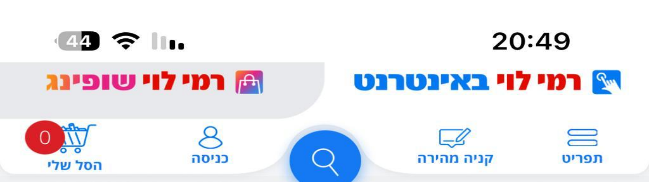 20:49 44
רמי לוי באינטרנט רמי לוי שופינג
תפריט קניה מהירה כניסה 0 הסל שלי